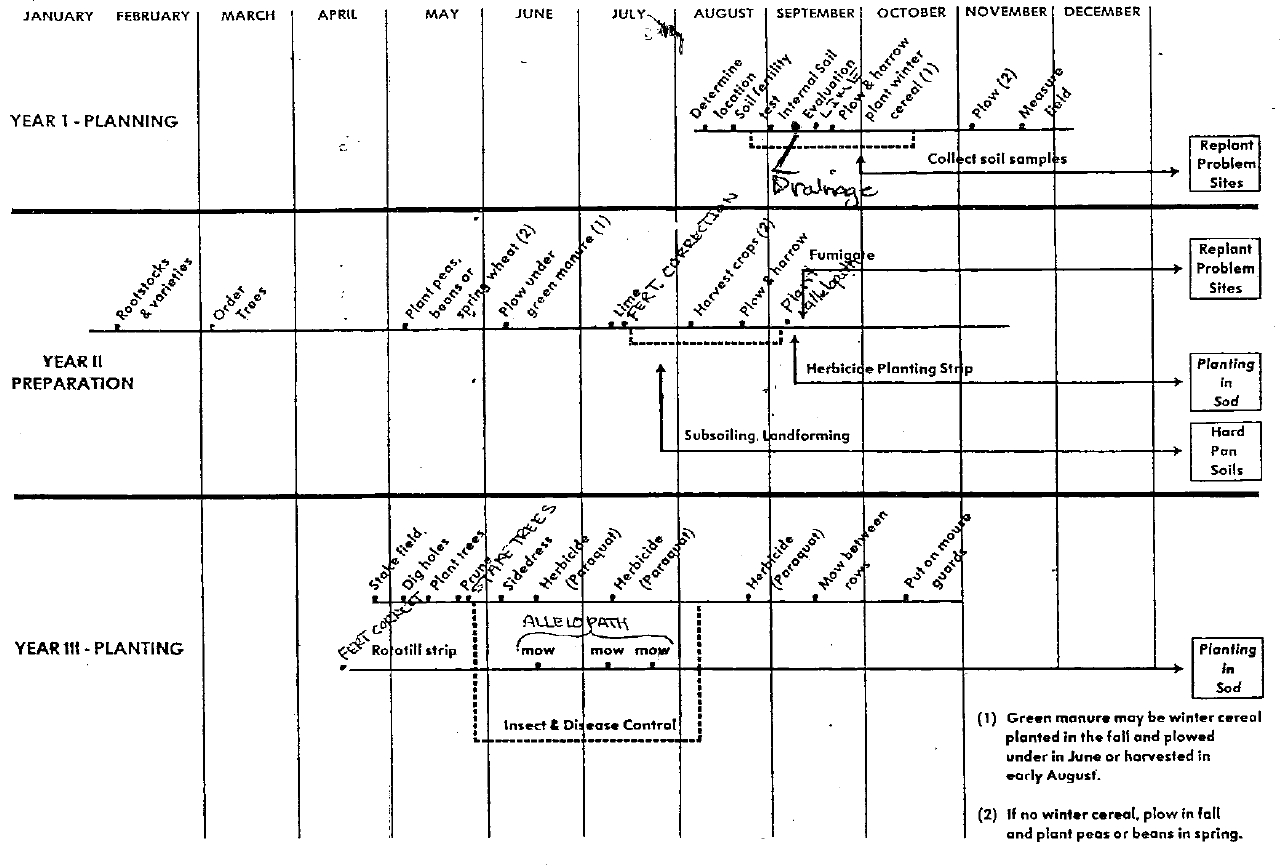 JANUARY FEBRUARY MARCH APRIL MAY JUNE JULY AUGUST SEPTEMBER OCTOBER NOVEMBER DECEMBER
YEAR I - PLANNING
Determine
location
Soil fertility
test
Internal Soil
Evaluation
LIME
Plow & harrow
plant winter
cereal (1)
Plow (2)
Measure
field
Collect soil samples
Drainage
Replant
Problem
Sites
YEAR II
PREPARATION
Rootstocks
& varieties
Order
Trees
Plant peas,
beans or
spring wheat (2)
Plow under
green manure (1)
Lime
FERT. CORRECTION
Harvest crops (2)
Plow & harrow
Plant
allelopath
Fumigate
Replant
Problem
Sites
Herbicide Planting Strip
Planting
in
Sod
Subsoiling, Landforming
Hard
Pan
Soils
YEAR III - PLANTING
Stake field,
Dig holes
Plant trees
Prune
STAKE TREES
Sidedress
Herbicide
(Paraquat)
Herbicide
(Paraquat)
Herbicide
(Paraquat)
Mow between
rows
Put on mouse
guards
FERT CORRECT
Rototill strip
ALLELOPATH
mow mow mow
Insect & Disease Control
Planting
in
Sod
(1) Green manure may be winter cereal
planted in the fall and plowed
under in June or harvested in
early August.
(2) If no winter cereal, plow in fall
and plant peas or beans in spring.